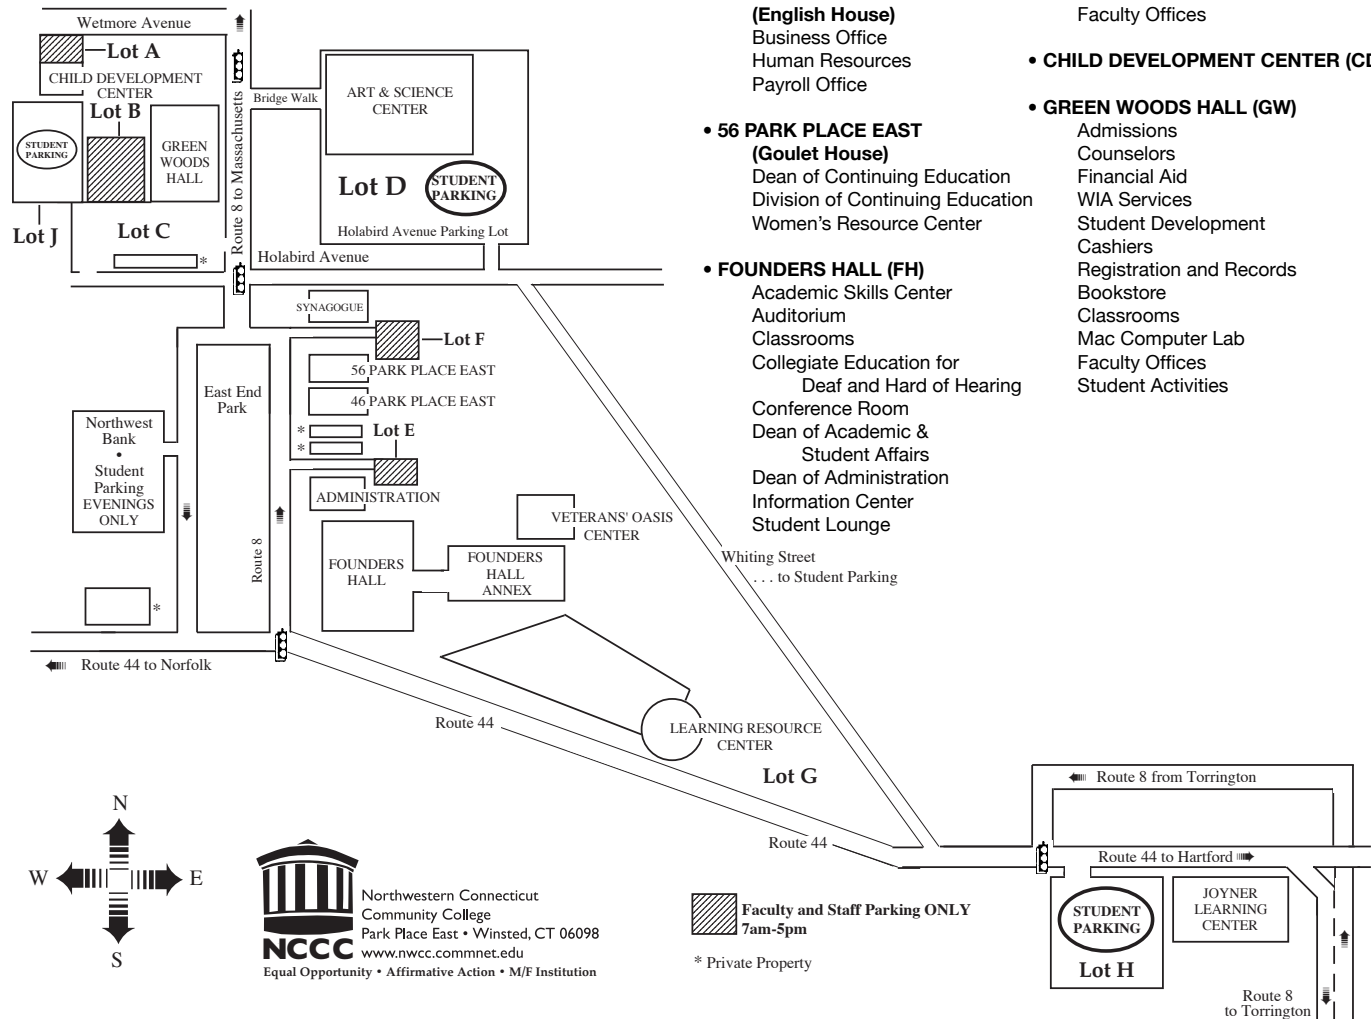 Wetmore Avenue
Lot A
CHILD DEVELOPMENT
CENTER
Lot B
STUDENT
PARKING
GREEN
WOODS
HALL
Lot J
Lot C
*
Route 8 to Massachusetts
Bridge Walk
ART & SCIENCE
CENTER
Lot D
STUDENT
PARKING
Holabird Avenue Parking Lot
Holabird Avenue
SYNAGOGUE
Lot F
56 PARK PLACE EAST
46 PARK PLACE EAST
*
*
Lot E
ADMINISTRATION
East End
Park
Northwest
Bank
•
Student
Parking
EVENINGS
ONLY
Route 8
*
FOUNDERS
HALL
FOUNDERS
HALL
ANNEX
VETERANS' OASIS
CENTER
Whiting Street
. . . to Student Parking
Route 44 to Norfolk
Route 44
LEARNING RESOURCE
CENTER
Lot G
Route 44
Route 8 from Torrington
Route 44 to Hartford
STUDENT
PARKING
Lot H
JOYNER
LEARNING
CENTER
Route 8
to Torrington
(English House)
Business Office
Human Resources
Payroll Office
• 56 PARK PLACE EAST
(Goulet House)
Dean of Continuing Education
Division of Continuing Education
Women's Resource Center
• FOUNDERS HALL (FH)
Academic Skills Center
Auditorium
Classrooms
Collegiate Education for
Deaf and Hard of Hearing
Conference Room
Dean of Academic &
Student Affairs
Dean of Administration
Information Center
Student Lounge
Faculty Offices
• CHILD DEVELOPMENT CENTER (CD
• GREEN WOODS HALL (GW)
Admissions
Counselors
Financial Aid
WIA Services
Student Development
Cashiers
Registration and Records
Bookstore
Classrooms
Mac Computer Lab
Faculty Offices
Student Activities
N
W
E
S
NCCC
Northwestern Connecticut
Community College
Park Place East • Winsted, CT 06098
www.nwcc.commnet.edu
Equal Opportunity • Affirmative Action • M/F Institution
Faculty and Staff Parking ONLY
7am-5pm
* Private Property